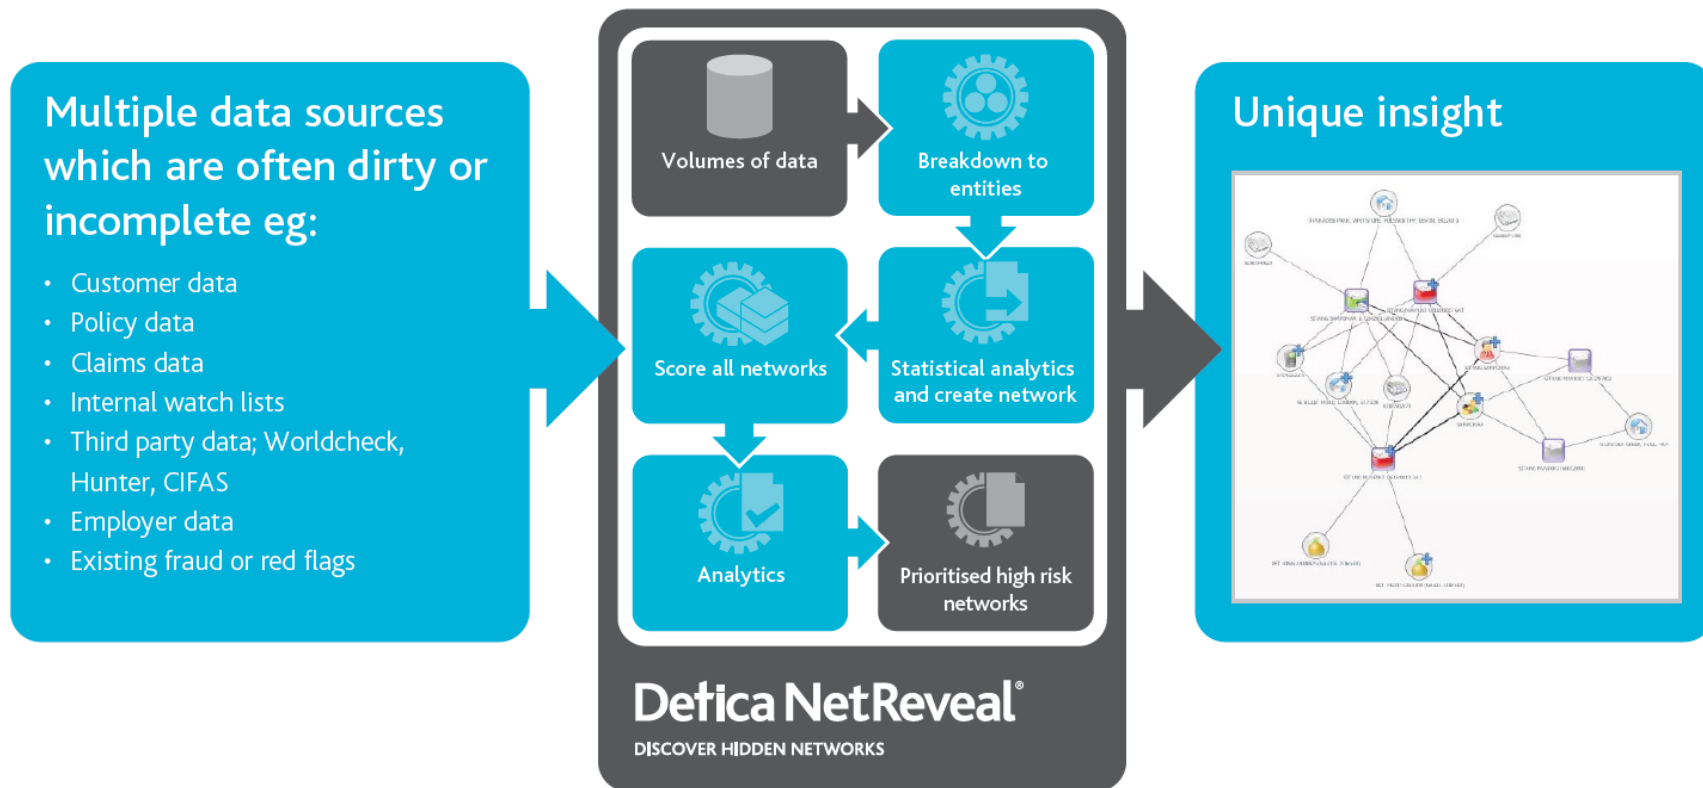 Multiple data sources
which are often dirty or
incomplete eg:
• Customer data
• Policy data
• Claims data
• Internal watch lists
• Third party data; Worldcheck,
Hunter, CIFAS
• Employer data
• Existing fraud or red flags
Volumes of data
Breakdown to
entities
Score all networks
Statistical analytics
and create network
Analytics
Prioritised high risk
networks
Detica NetReveal®
DISCOVER HIDDEN NETWORKS
Unique insight